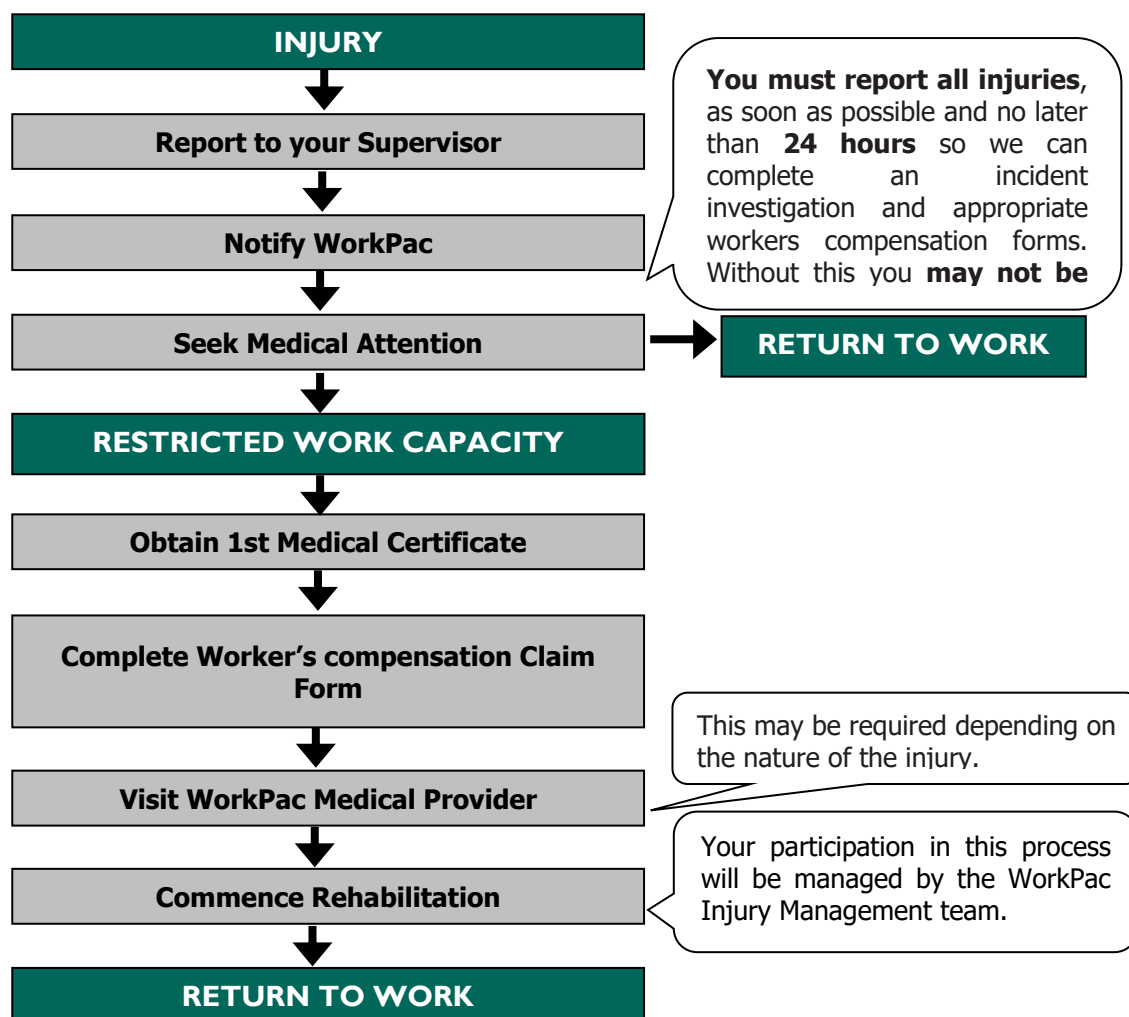 INJURY
You must report all injuries,
as soon as possible and no later
than 24 hours so we can
complete an incident
investigation and appropriate
workers compensation forms.
Without this you may not be
Report to your Supervisor
Notify WorkPac
Seek Medical Attention
RETURN TO WORK
RESTRICTED WORK CAPACITY
Obtain 1st Medical Certificate
Complete Worker’s compensation Claim
Form
This may be required depending on
the nature of the injury.
Visit WorkPac Medical Provider
Your participation in this process
will be managed by the WorkPac
Injury Management team.
Commence Rehabilitation
RETURN TO WORK